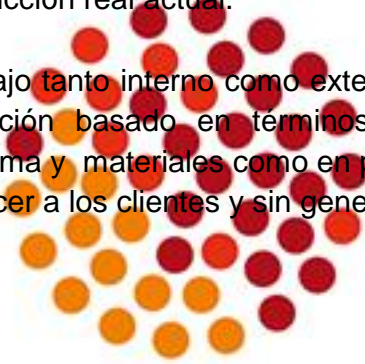 cción real actual.
ajo tanto interno como exte
ción basado en términos
ma y materiales como en p
cer a los clientes y sin gene